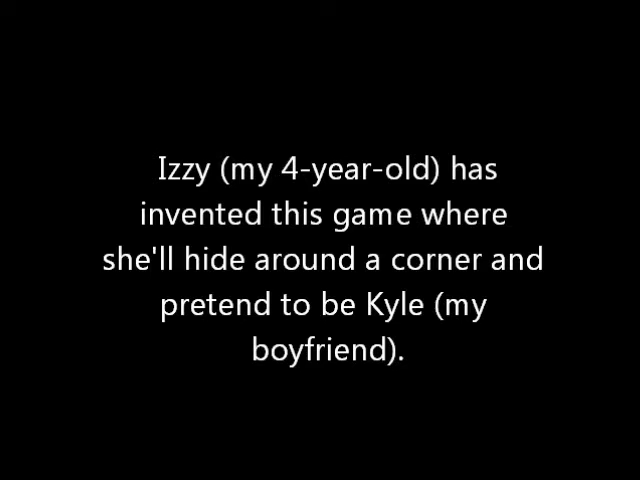 Izzy (my 4-year-old) has
invented this game where
she'll hide around a corner and
pretend to be Kyle (my
boyfriend).